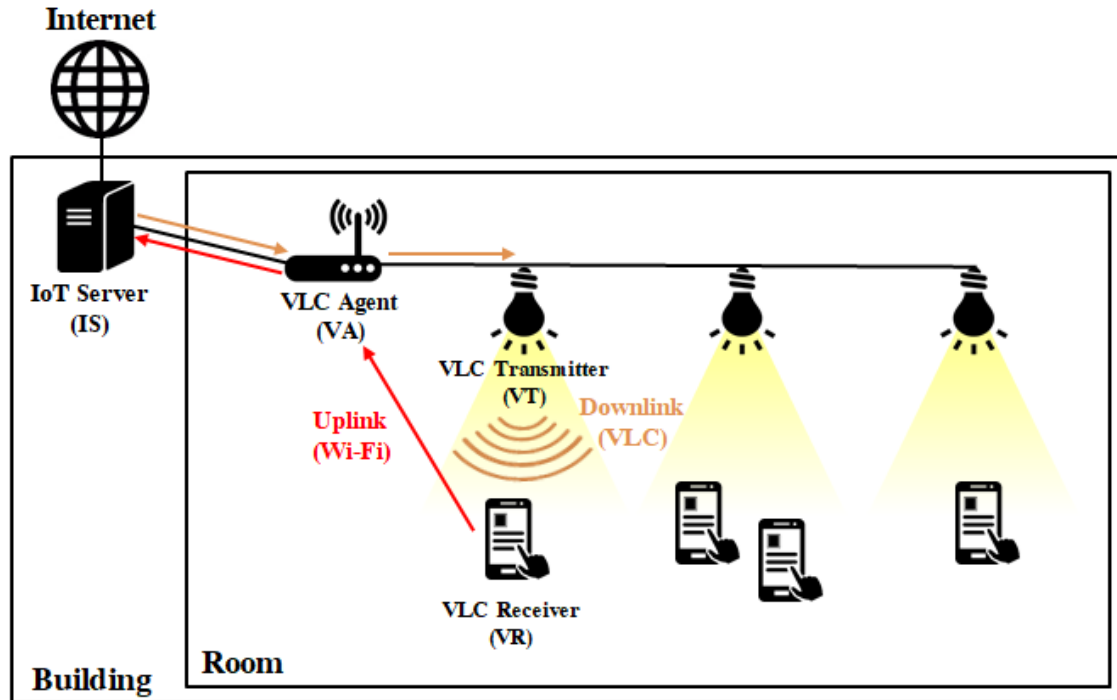 Internet
IoT Server
(IS)
VLC Agent
(VA)
VLC Transmitter
(VT)
Uplink
(Wi-Fi)
Downlink
(VLC)
VLC Receiver
(VR)
Room
Building